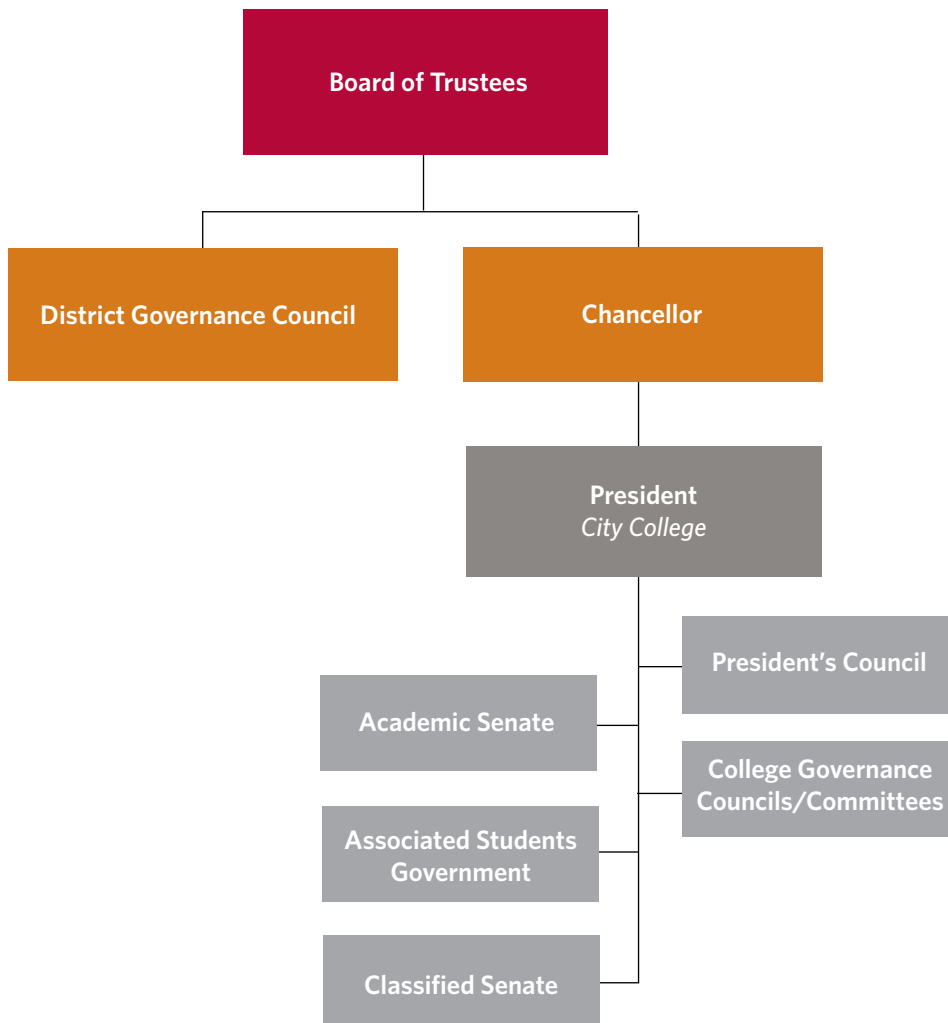 Board of Trustees
District Governance Council
Chancellor
President
City College
President's Council
Academic Senate
College Governance
Councils/Committees
Associated Students
Government
Classified Senate